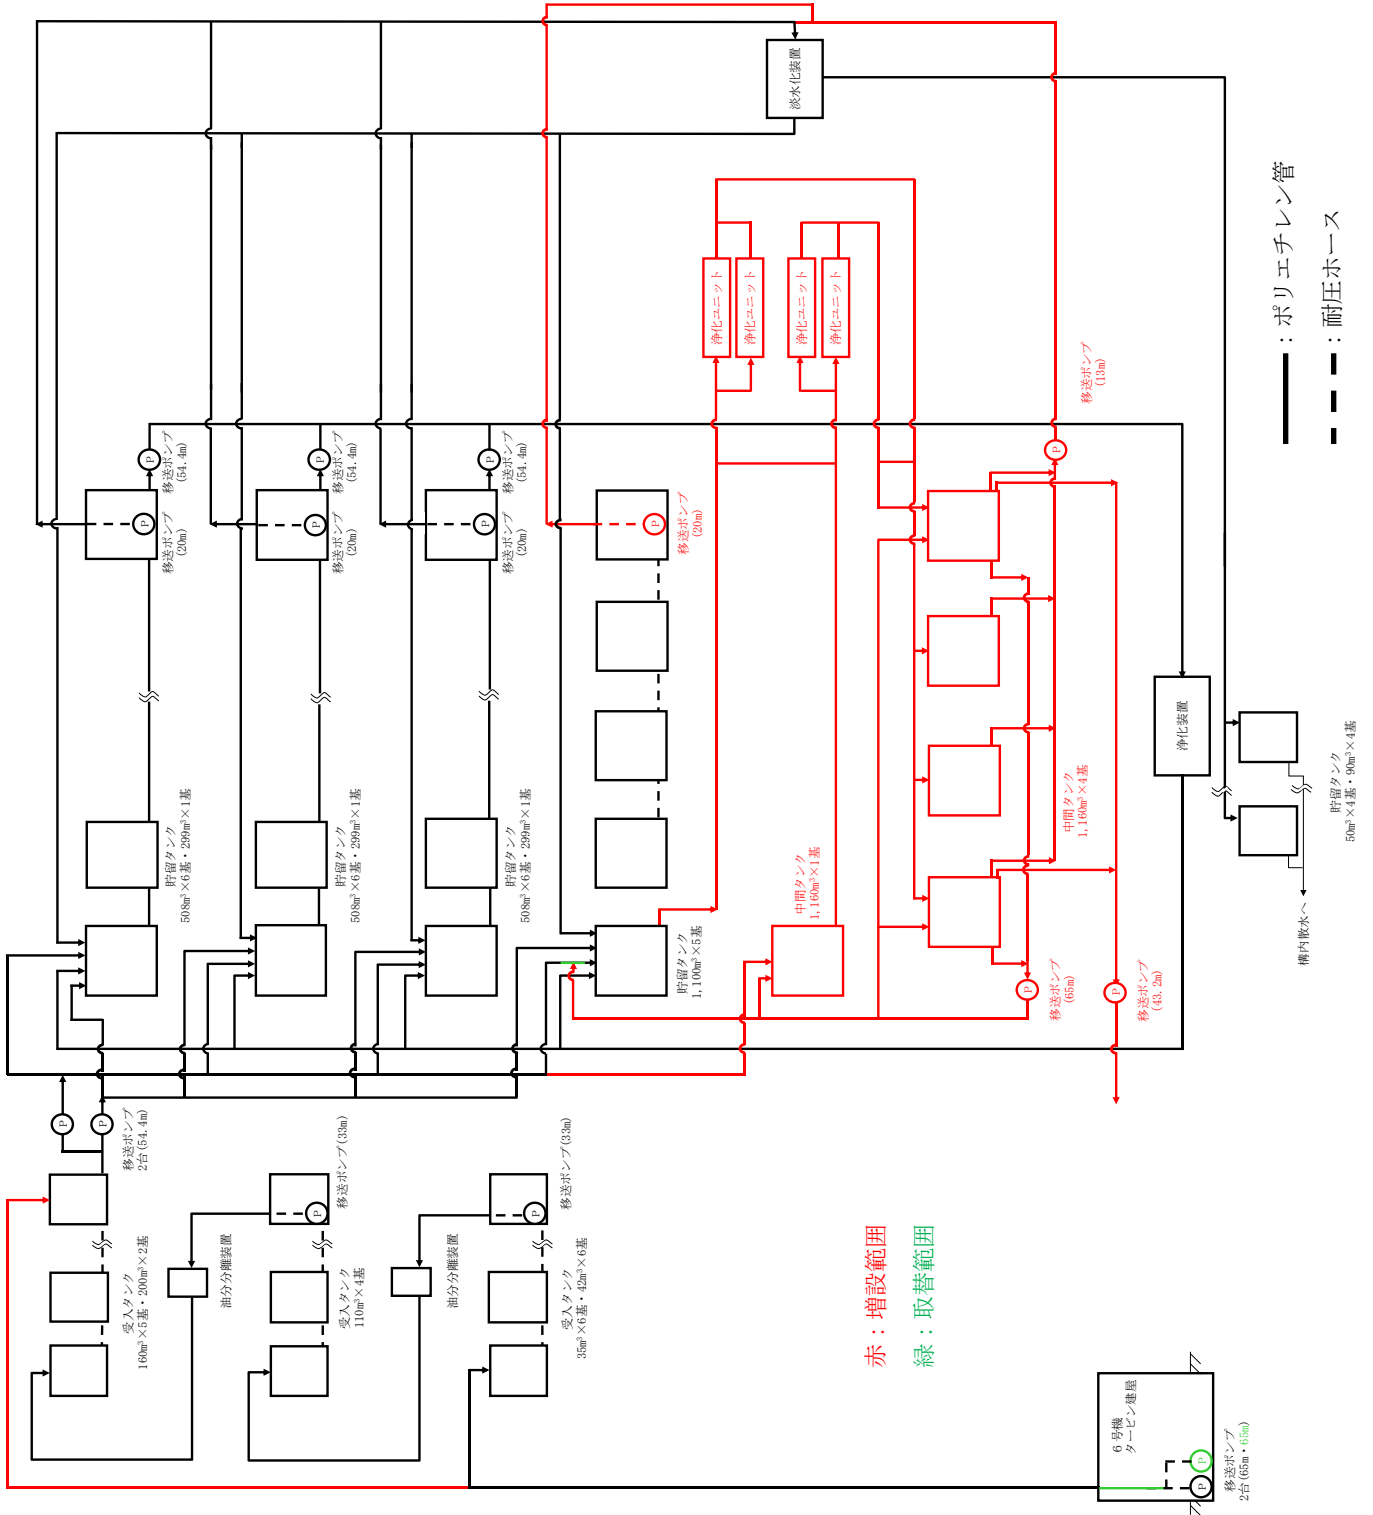 P
P
移送ポンプ
2台(54.4m)
受入タンク
160m³×5基・200m³×2基
油分分離装置
P
移送ポンプ(33m)
受入タンク
110m³×4基
油分分離装置
P
移送ポンプ(33m)
受入タンク
35m³×6基・42m³×6基
P
移送ポンプ
(20m)
P
移送ポンプ
(54.4m)
貯留タンク
508m³×6基・299m³×1基
P
移送ポンプ
(20m)
P
移送ポンプ
(54.4m)
貯留タンク
508m³×6基・299m³×1基
P
移送ポンプ
(20m)
P
移送ポンプ
(54.4m)
貯留タンク
508m³×6基・299m³×1基
P
移送ポンプ
(20m)
貯留タンク
1,100m³×5基
淡水化装置
浄化ユニット
浄化ユニット
浄化ユニット
浄化ユニット
中間タンク
1,160m³×1基
P
移送ポンプ
(13m)
中間タンク
1,160m³×4基
P
移送ポンプ
(65m)
P
移送ポンプ
(43.2m)
浄化装置
貯留タンク
50m³×4基・90m³×4基
構内散水へ
赤：増設範囲
緑：取替範囲
6号機
タービン建屋
P
P
移送ポンプ
2台(65m・65m)
：ポリエチレン管
：耐圧ホース